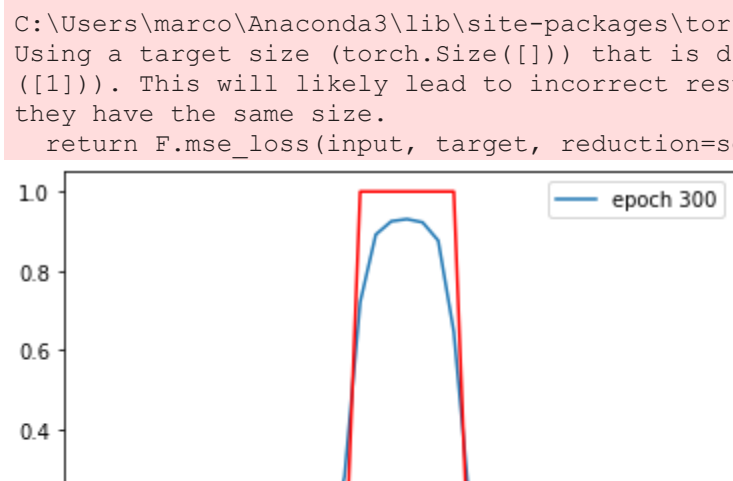 C:\Users\marco\Anaconda3\lib\site-packages\tor
Using a target size (torch.Size([])) that is d
([1])). This will likely lead to incorrect res
they have the same size.
return F.mse_loss(input, target, reduction=s
1.0
epoch 300
0.8
0.6
0.4